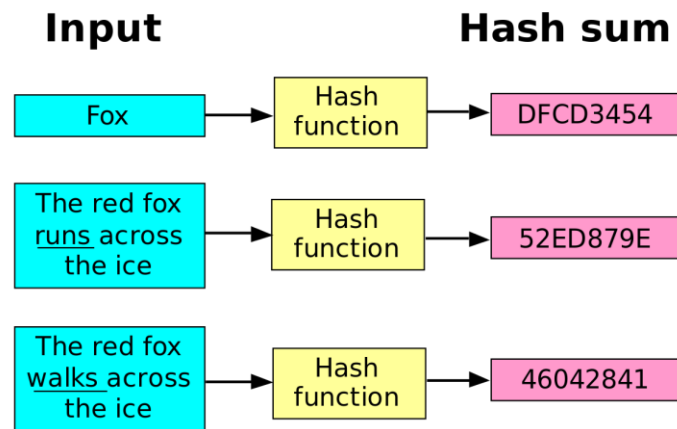 Input
Hash sum
Fox
Hash
function
DFCD3454
The red fox
runs across
the ice
Hash
function
52ED879E
The red fox
walks across
the ice
Hash
function
46042841